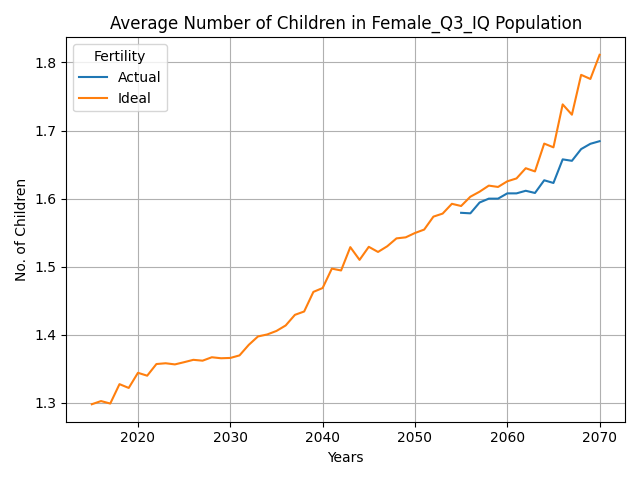 Average Number of Children in Female_Q3_IQ Population
Fertility
Actual
Ideal
1.8
1.7
1.6
1.5
1.4
1.3
No. of Children
2020 2030 2040 2050 2060 2070
Years